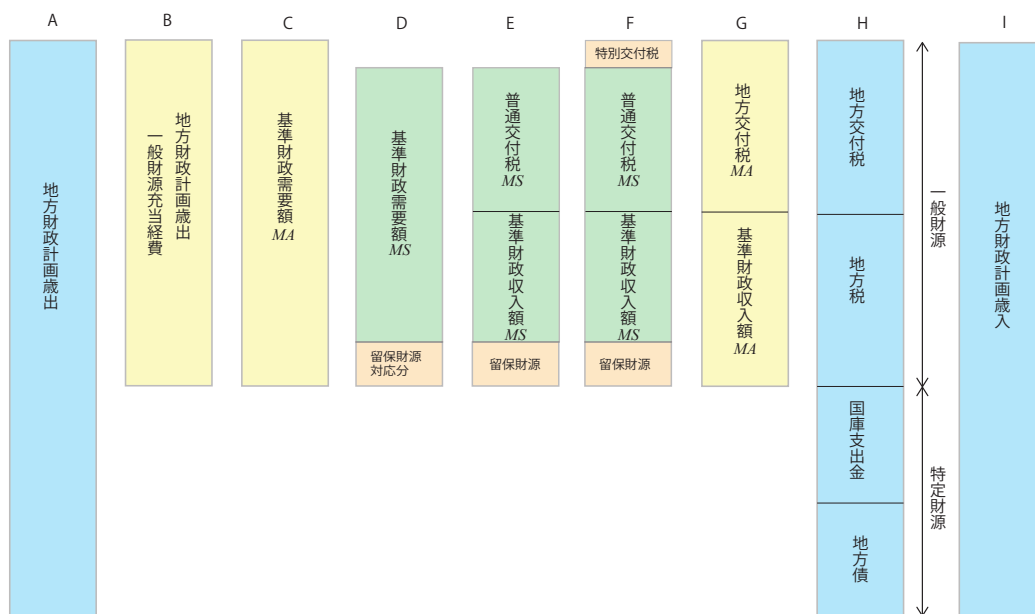 A
B
C
D
E
F
G
H
I
地方財政計画歳出
地方財政計画歳出
一般財源充当経費
基準財政需要額
MA
基準財政需要額
MS
留保財源
対応分
普通交付税
MS
基準財政収入額
MS
留保財源
特別交付税
普通交付税
MS
基準財政収入額
MS
留保財源
地方交付税
MA
基準財政収入額
MA
地方交付税
地方税
国庫支出金
地方債
一般財源
特定財源
地方財政計画歳入